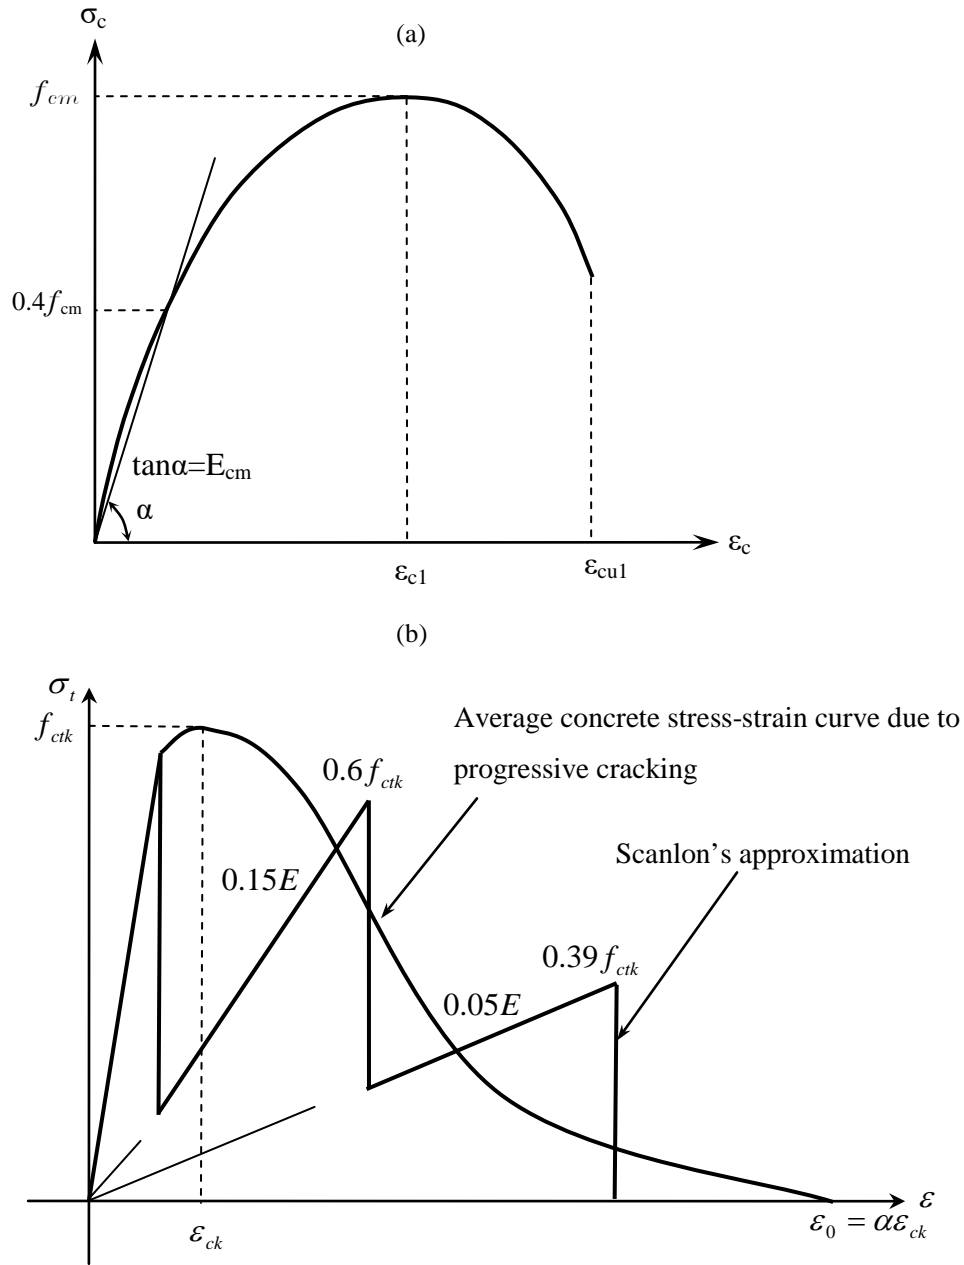 σc
(a)
fcm
0.4fcm
tanα=Ecm
α
εc
εc1
εcu1
(b)
σt
fctk
Average concrete stress-strain curve due to
progressive cracking
0.6fctk
Scanlon’s approximation
0.15E
0.39fctk
0.05E
ε
εck
ε0 = αεck